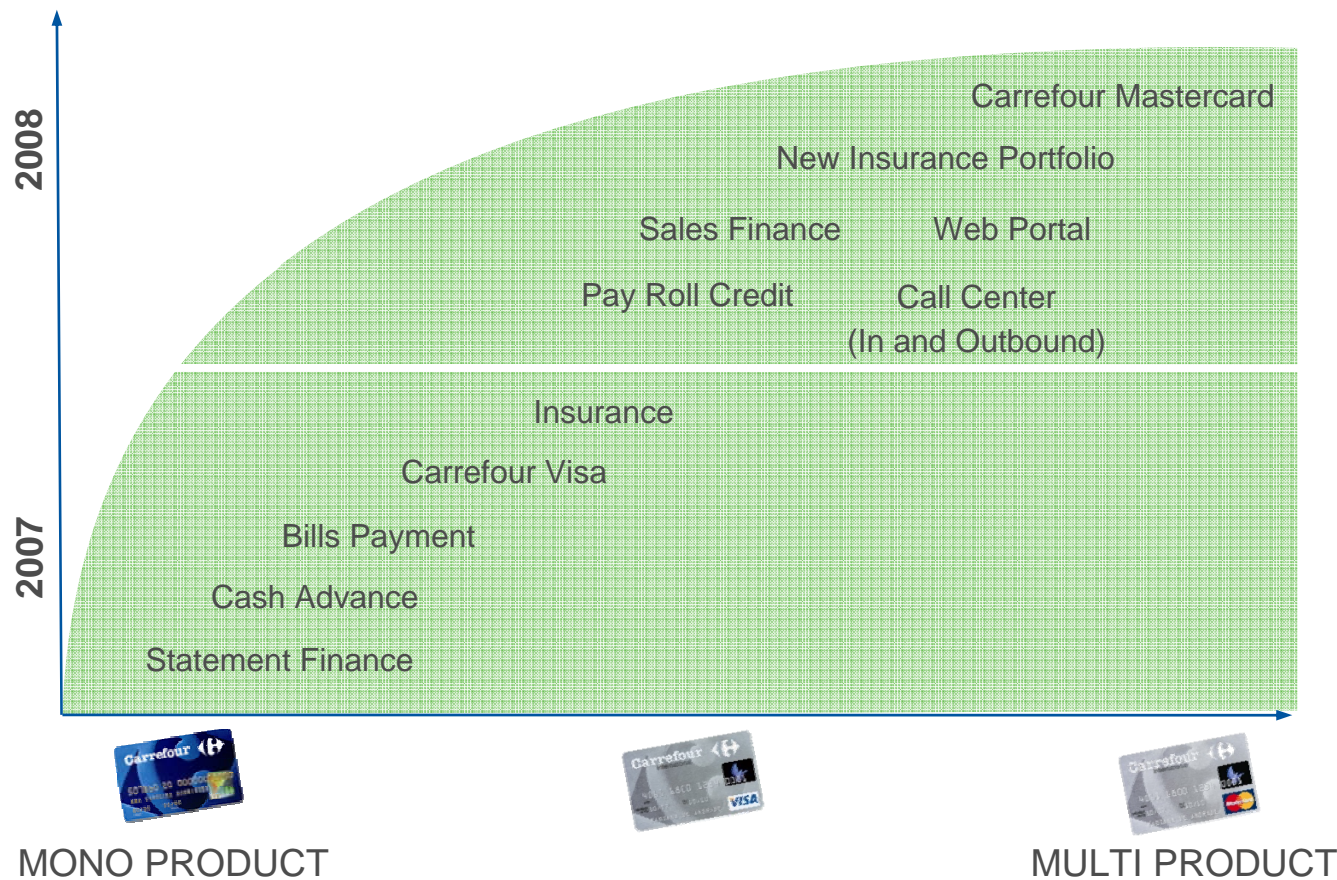 2008
Carrefour Mastercard
New Insurance Portfolio
Sales Finance
Web Portal
Pay Roll Credit
Call Center
(In and Outbound)
2007
Insurance
Carrefour Visa
Bills Payment
Cash Advance
Statement Finance
Carrefour
Carrefour
VISA
Carrefour
MONO PRODUCT
MULTI PRODUCT